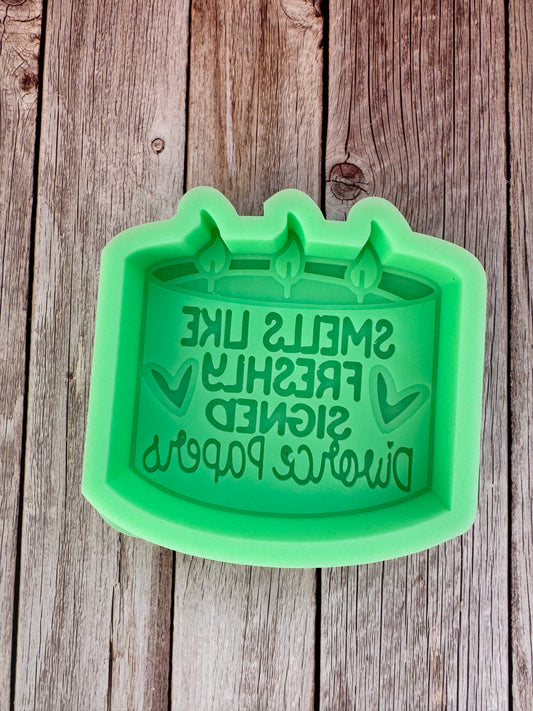 SMELLS LIKE
FRESHLY
SIGNED
Divorce Papers